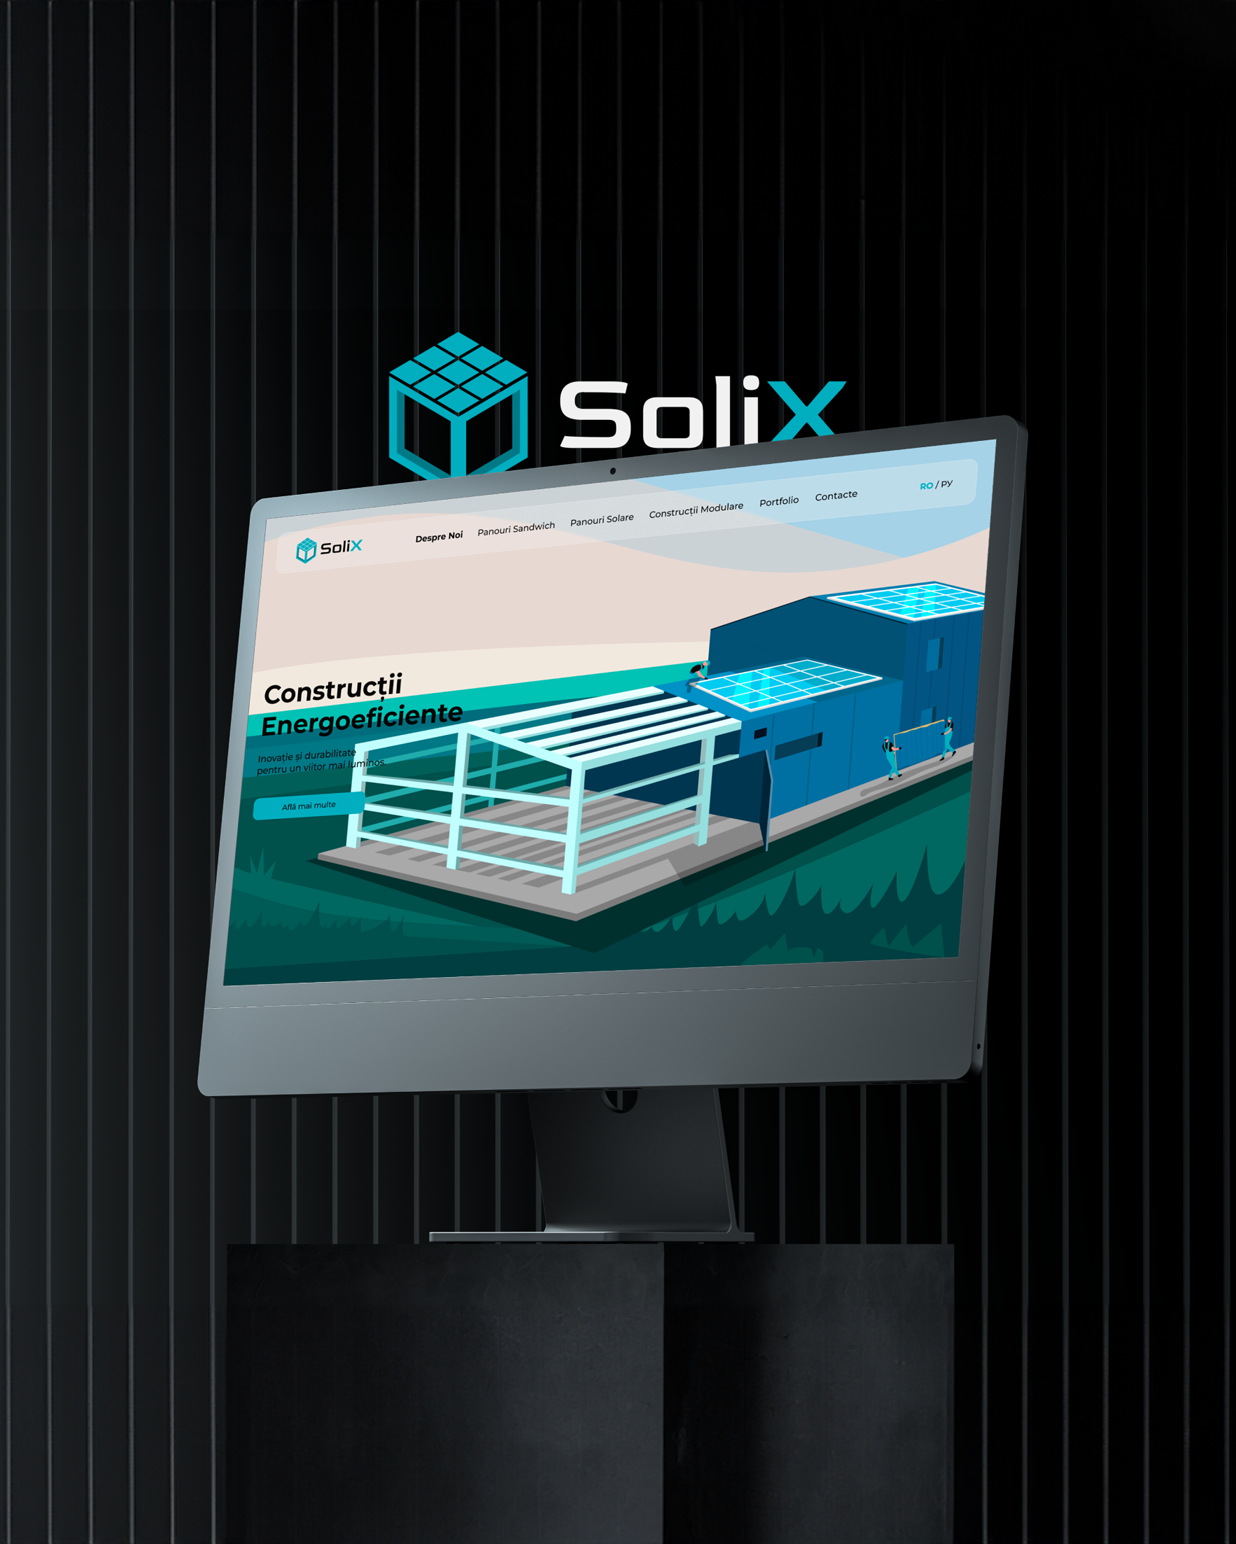 SoliX
SoliX
Despre Noi
Panouri Sandwich
Panouri Solare
Construcții Modulare
Portfolio
Contacte
RO / РУ
Construcții
Energoeficiente
Inovație și durabilitate
pentru un viitor mai luminos
Află mai multe